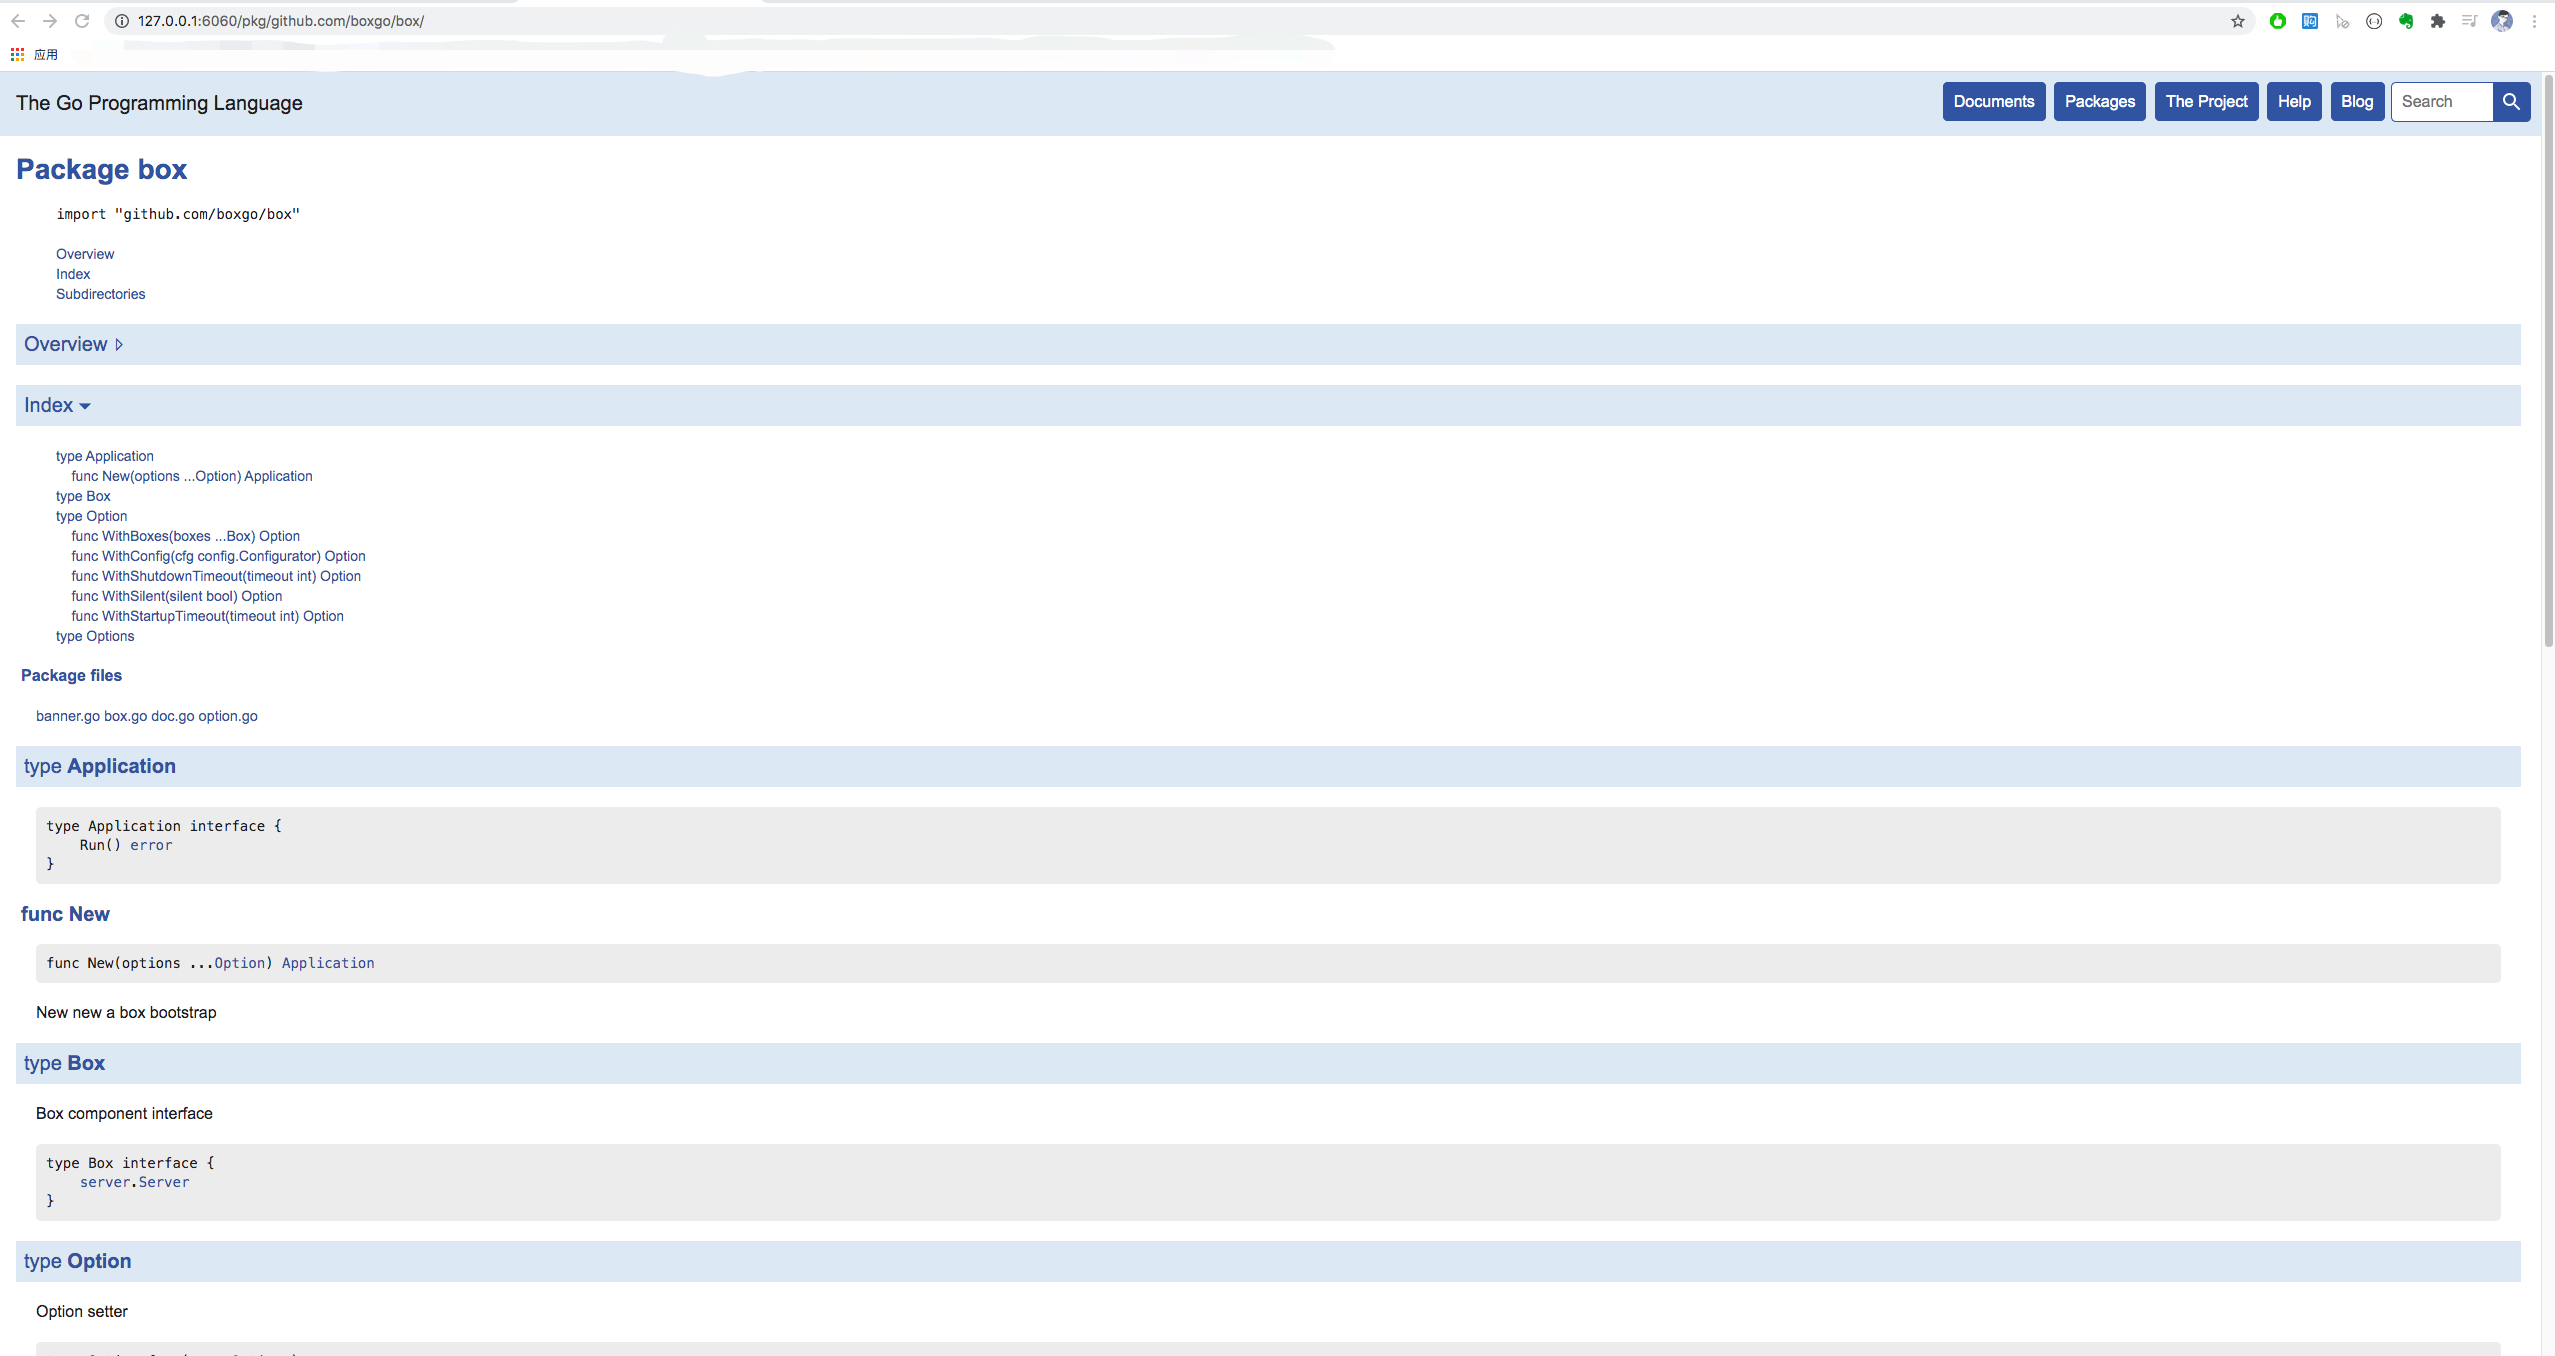 127.0.0.1:6060/pkg/github.com/boxgo/box/
应用
The Go Programming Language
Documents Packages The Project Help Blog Search
Package box
import "github.com/boxgo/box"
Overview
Index
Subdirectories
Overview ▹
Index ▾
type Application
func New(options ...Option) Application
type Box
type Option
func WithBoxes(boxes ...Box) Option
func WithConfig(cfg config.Configurator) Option
func WithShutdownTimeout(timeout int) Option
func WithSilent(silent bool) Option
func WithStartupTimeout(timeout int) Option
type Options
Package files
banner.go box.go doc.go option.go
type Application
type Application interface {
Run() error
}
func New
func New(options ...Option) Application
New new a box bootstrap
type Box
Box component interface
type Box interface {
server.Server
}
type Option
Option setter